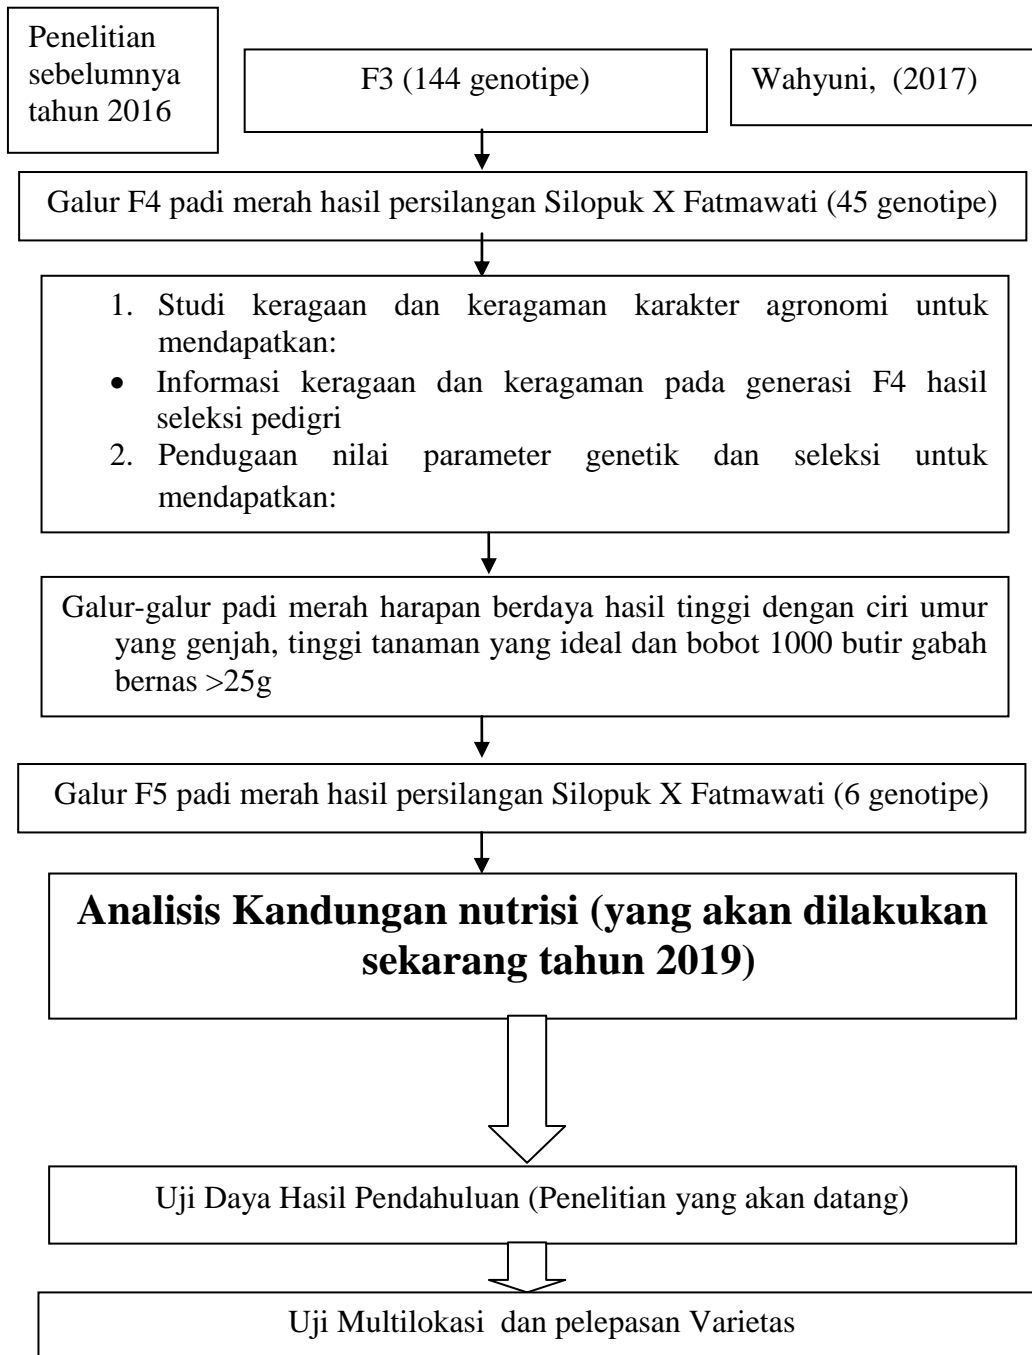 Penelitian
sebelumnya
tahun 2016
F3 (144 genotipe)
Wahyuni, (2017)
Galur F4 padi merah hasil persilangan Silopuk X Fatmawati (45 genotipe)
1. Studi keragaan dan keragaman karakter agronomi untuk
mendapatkan:
• Informasi keragaan dan keragaman pada generasi F4 hasil
seleksi pedigri
2. Pendugaan nilai parameter genetik dan seleksi untuk
mendapatkan:
Galur-galur padi merah harapan berdaya hasil tinggi dengan ciri umur
yang genjah, tinggi tanaman yang ideal dan bobot 1000 butir gabah
bernas >25g
Galur F5 padi merah hasil persilangan Silopuk X Fatmawati (6 genotipe)
Analisis Kandungan nutrisi (yang akan dilakukan
sekarang tahun 2019)
Uji Daya Hasil Pendahuluan (Penelitian yang akan datang)
Uji Multilokasi dan pelepasan Varietas